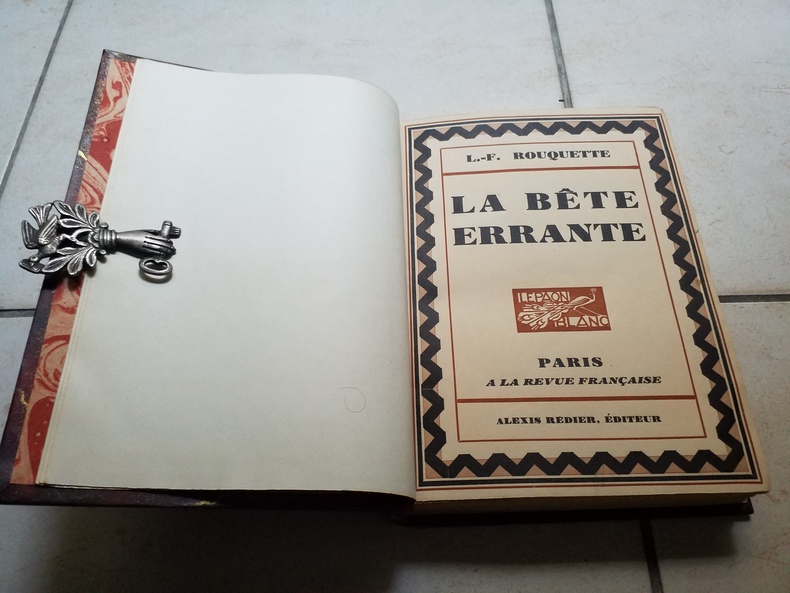 L.-F. ROUQUETTE
LA BÊTE
ERRANTE
LE PAON
BLANC
PARIS
A LA REVUE FRANÇAISE
ALEXIS REDIER, ÉDITEUR